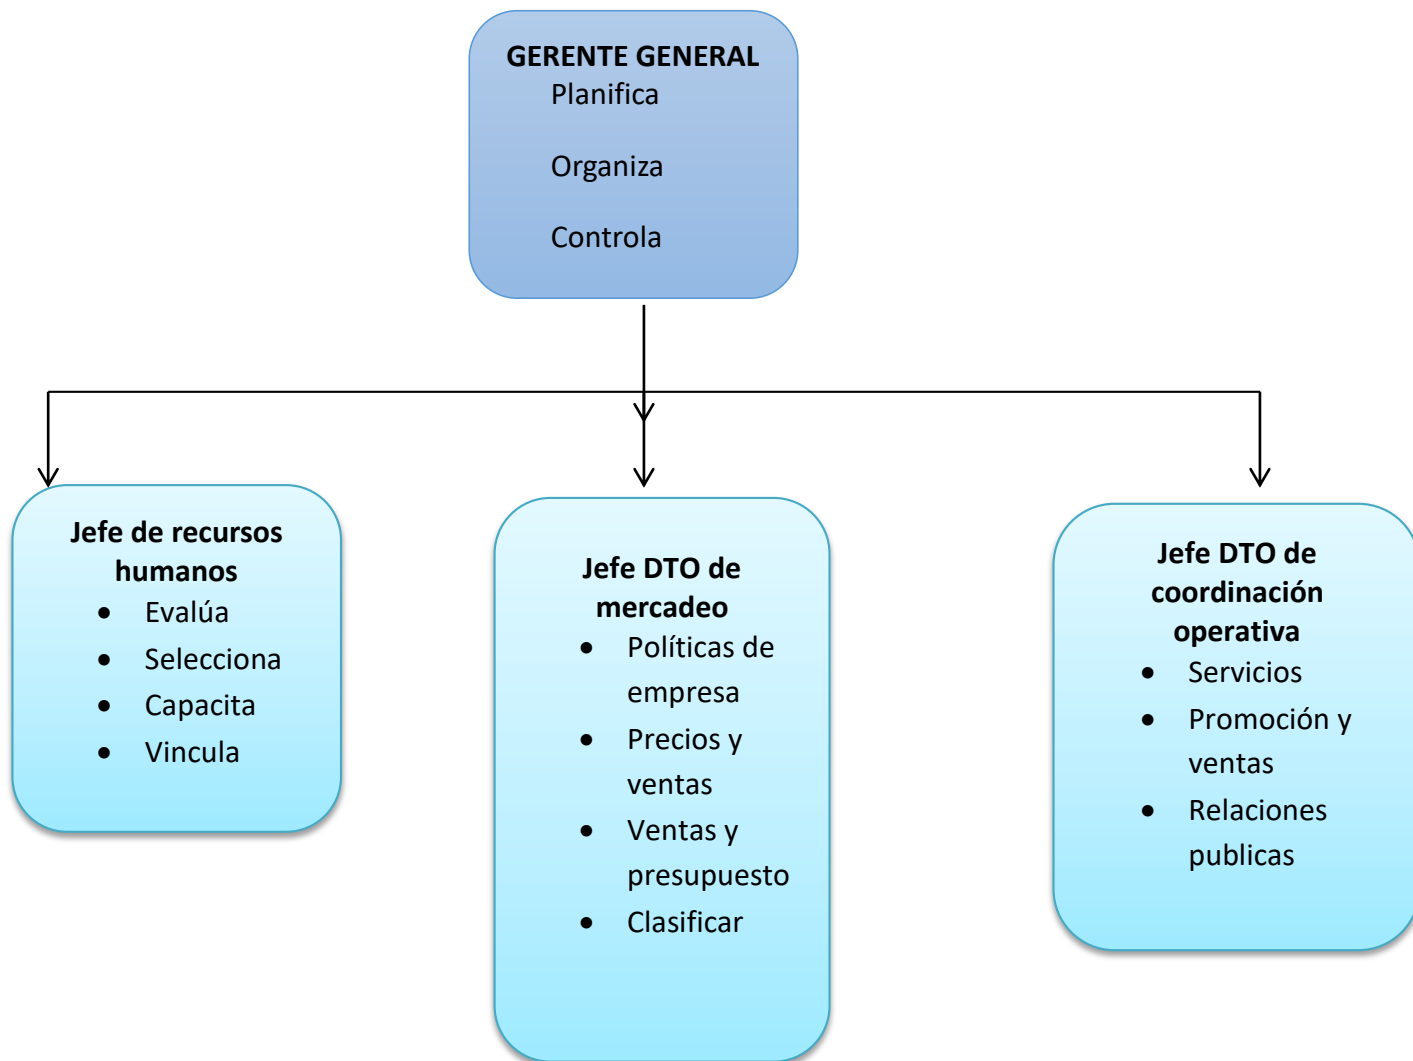 GERENTE GENERAL
Planifica
Organiza
Controla
Jefe de recursos
humanos
• Evalúa
• Selecciona
• Capacita
• Vincula
Jefe DTO de
mercadeo
• Políticas de
empresa
• Precios y
ventas
• Ventas y
presupuesto
• Clasificar
Jefe DTO de
coordinación
operativa
• Servicios
• Promoción y
ventas
• Relaciones
publicas